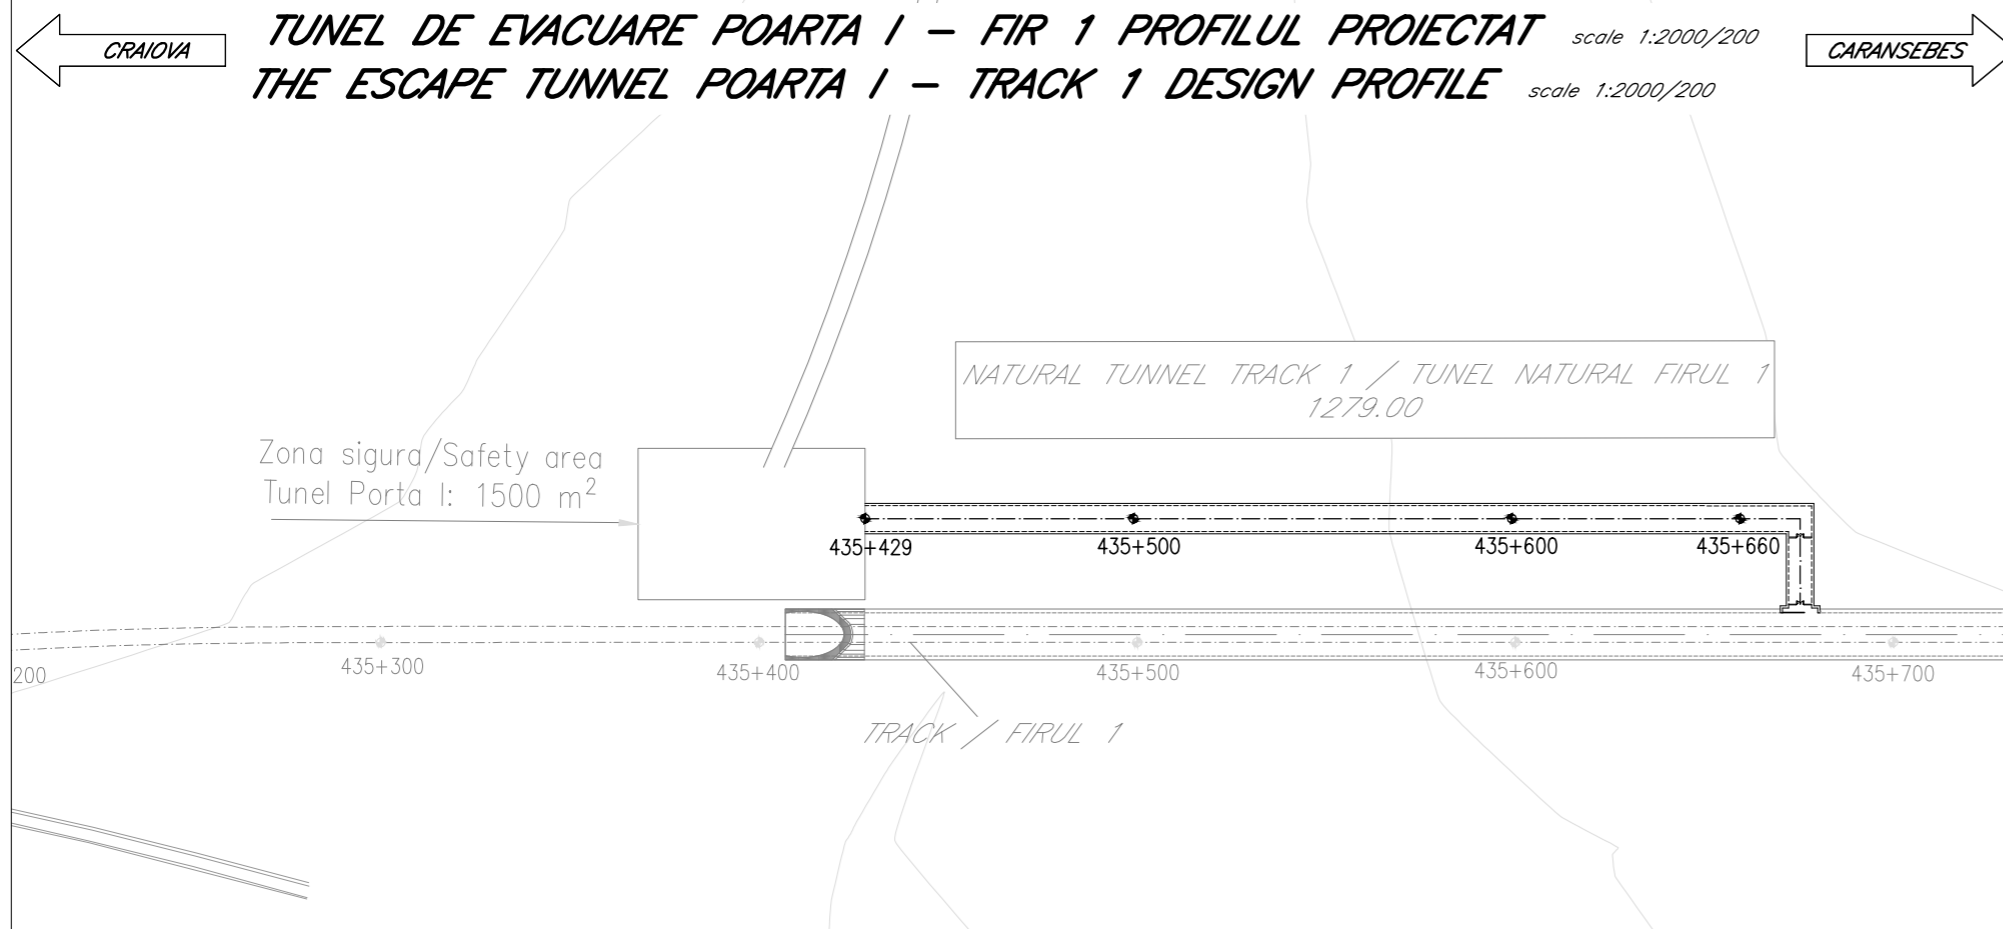 CRAIOVA
TUNEL DE EVACUARE POARTA I – FIR 1 PROFILUL PROIECTAT scale 1:2000/200
THE ESCAPE TUNNEL POARTA I – TRACK 1 DESIGN PROFILE scale 1:2000/200
CARANSEBES
NATURAL TUNNEL TRACK 1 / TUNEL NATURAL FIRUL 1
1279.00
Zona sigura/Safety area
Tunel Porta I: 1500 m²
435+429 435+500 435+600 435+660
200 435+300 435+400 435+500 435+600 435+700
TRACK / FIRUL 1